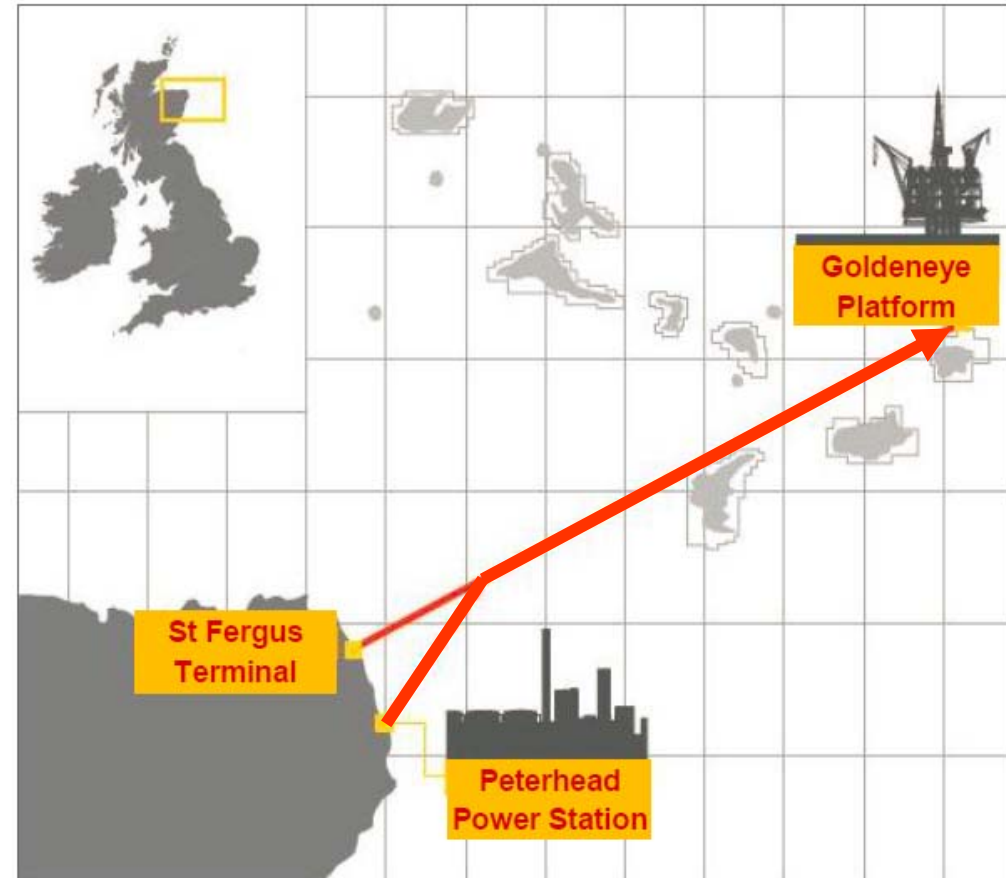 Goldeneye
Platform
St Fergus
Terminal
Peterhead
Power Station